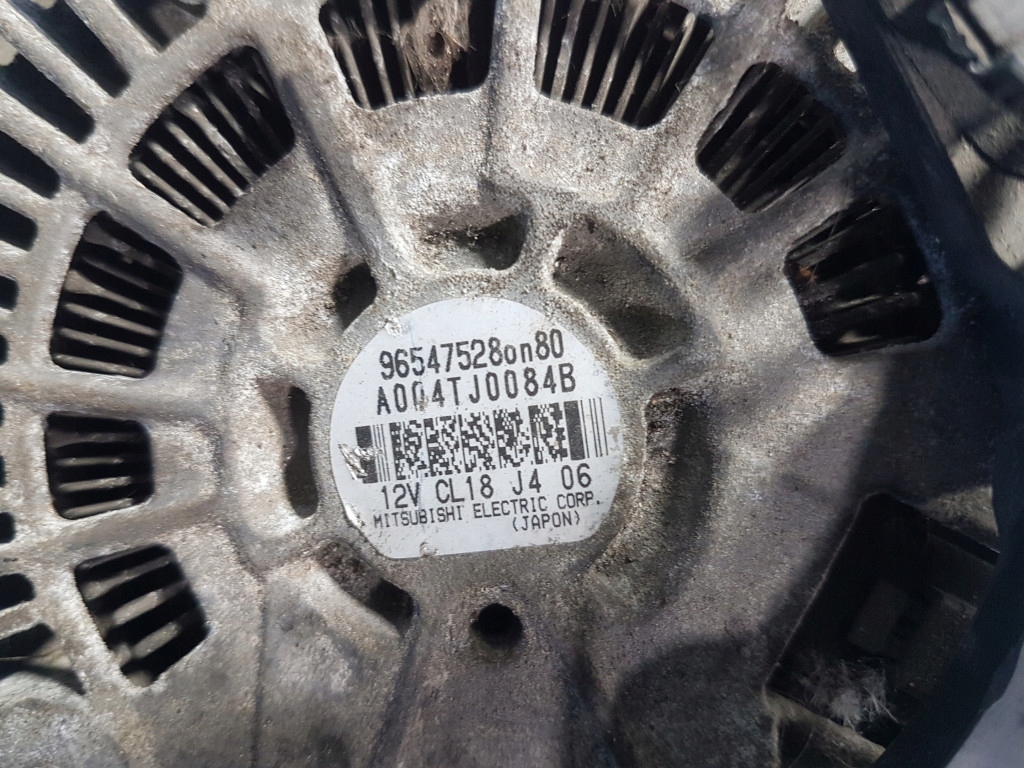 96547528on80
A004TJ0084B
12V CL18 J4 06
MITSUBISHI ELECTRIC CORP.
(JAPON)